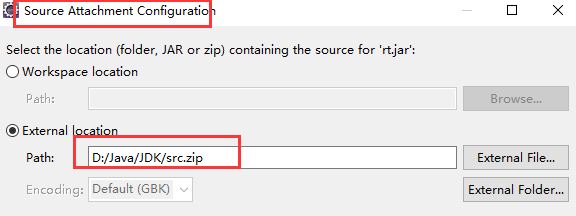 Source Attachment Configuration
Select the location (folder, JAR or zip) containing the source for 'rt.jar':
Workspace location
Path:
Browse...
External location
Path: D:/Java/JDK/src.zip External File...
Encoding: Default (GBK) External Folder...